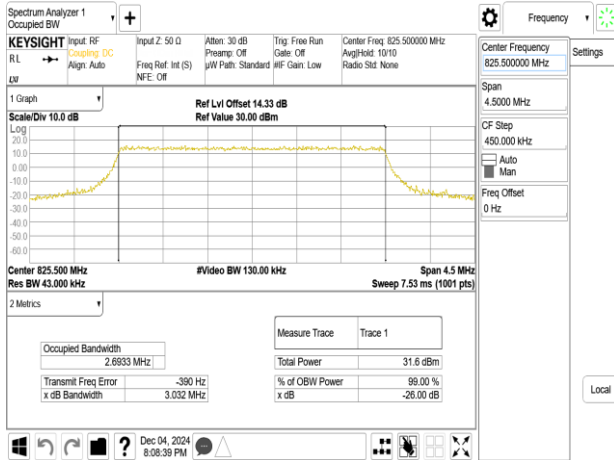 Spectrum Analyzer 1
Occupied BW
Frequency
KEYSIGHT
RL
LXI
Input: RF
Coupling: DC
Align: Auto
Input Z: 50 Ω
Freq Ref: Int (S)
NFE: Off
Atten: 30 dB
Preamp: Off
µW Path: Standard
Trig: Free Run
Gate: Off
#IF Gain: Low
Center Freq: 825.500000 MHz
Avg|Hold: 10/10
Radio Std: None
Center Frequency
825.500000 MHz
Settings
Span
4.5000 MHz
CF Step
450.000 kHz
Auto
Man
Freq Offset
0 Hz
Local
1 Graph
Scale/Div 10.0 dB
Ref Lvl Offset 14.33 dB
Ref Value 30.00 dBm
Log
20.0
10.0
0.00
-10.0
-20.0
-30.0
-40.0
-50.0
-60.0
Center 825.500 MHz
Res BW 43.000 kHz
#Video BW 130.00 kHz
Span 4.5 MHz
Sweep 7.53 ms (1001 pts)
2 Metrics
Occupied Bandwidth
2.6933 MHz
Transmit Freq Error -390 Hz
x dB Bandwidth 3.032 MHz
Measure Trace Trace 1
Total Power 31.6 dBm
% of OBW Power 99.00 %
x dB -26.00 dB
?
Dec 04, 2024
8:08:39 PM